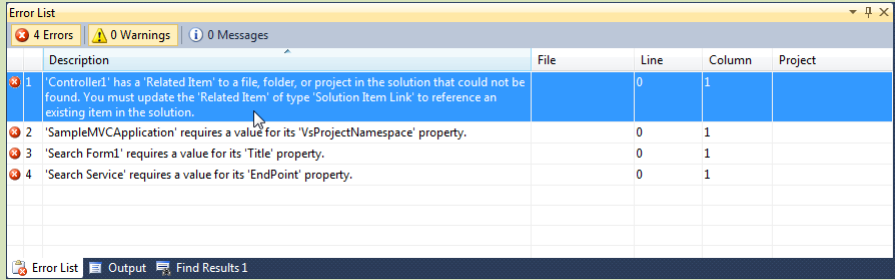 Error List
4 Errors 0 Warnings 0 Messages
Description File Line Column Project
1 'Controller1' has a 'Related Item' to a file, folder, or project in the solution that could not be 0 1
found. You must update the 'Related Item' of type 'Solution Item Link' to reference an
existing item in the solution.
2 'SampleMVCApplication' requires a value for its 'VsProjectNamespace' property. 0 1
3 'Search Form1' requires a value for its 'Title' property. 0 1
4 'Search Service' requires a value for its 'EndPoint' property. 0 1
Error List Output Find Results 1